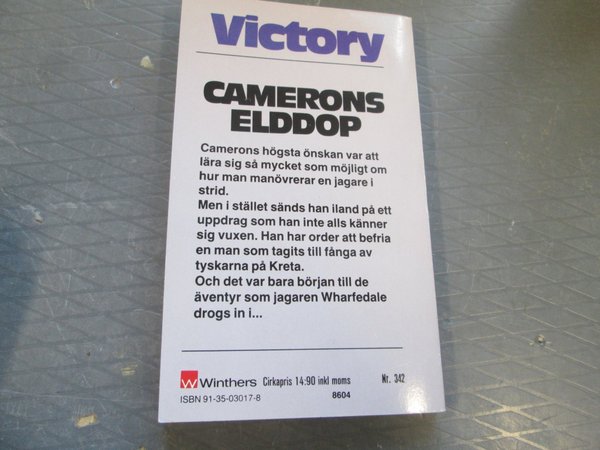 Victory
CAMERONS
ELDDOP
Camerons högsta önskan var att
lära sig så mycket som möjligt om
hur man manövrerar en jagare i
strid.
Men i stället sänds han iland på ett
uppdrag som han inte alls känner
sig vuxen. Han har order att befria
en man som tagits till fånga av
tyskarna på Kreta.
Och det var bara början till de
äventyr som jagaren Wharfedale
drogs in i...
w Winthers Cirkapris 14:90 inkl moms Nr. 342
ISBN 91-35-03017-8 8604